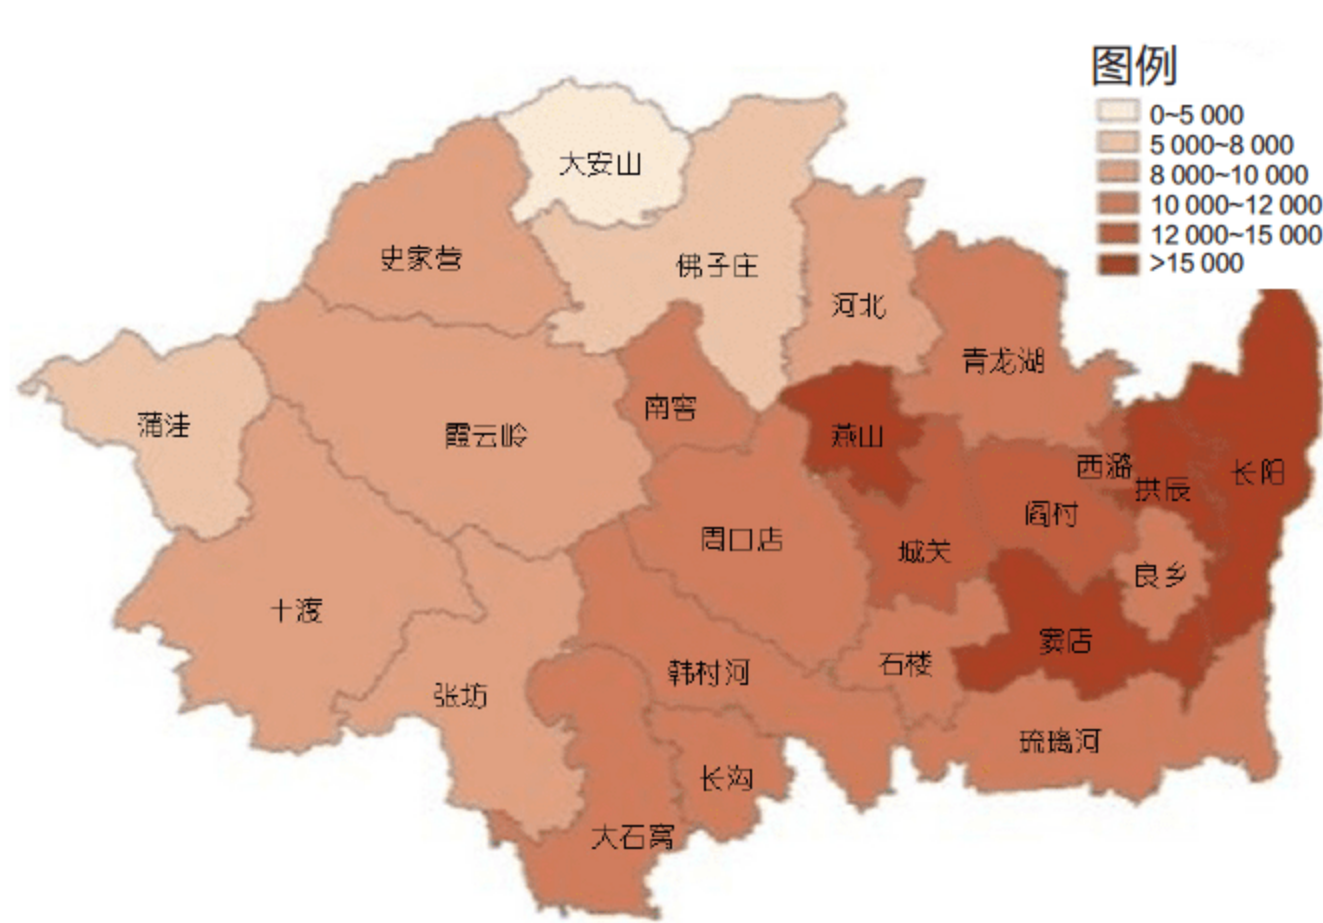 图例
0~5 000
5 000~8 000
8 000~10 000
10 000~12 000
12 000~15 000
>15 000
大安山
史家营
佛子庄
河北
青龙湖
蒲洼
霞云岭
南窖
燕山
西潞
拱辰
长阳
阎村
周口店
城关
良乡
十渡
窦店
石楼
韩村河
张坊
琉璃河
长沟
大石窝